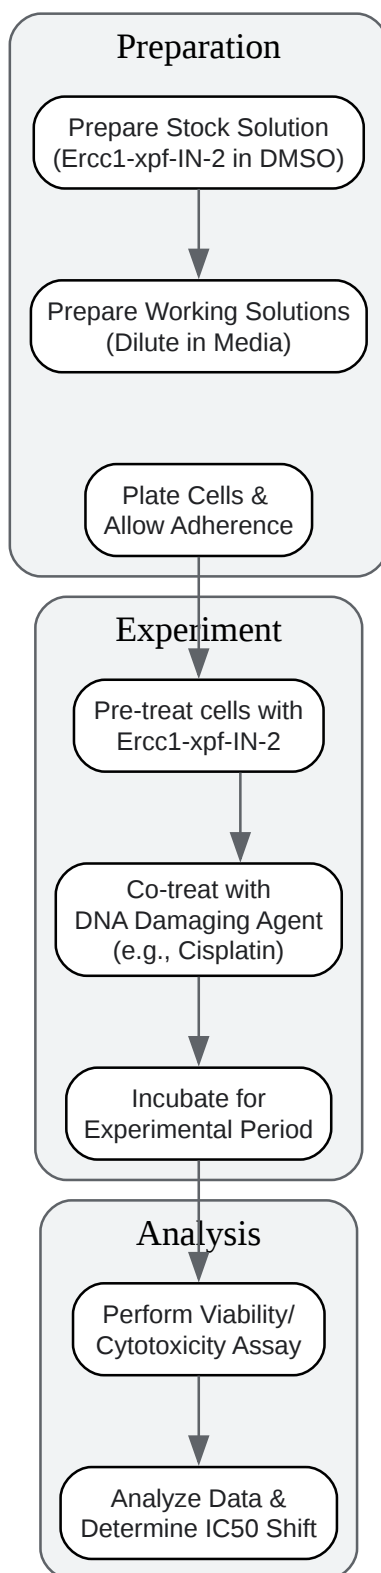 Preparation
Prepare Stock Solution
(Ercc1-xpf-IN-2 in DMSO)
Prepare Working Solutions
(Dilute in Media)
Plate Cells &
Allow Adherence
Experiment
Pre-treat cells with
Ercc1-xpf-IN-2
Co-treat with
DNA Damaging Agent
(e.g., Cisplatin)
Incubate for
Experimental Period
Analysis
Perform Viability/
Cytotoxicity Assay
Analyze Data &
Determine IC50 Shift